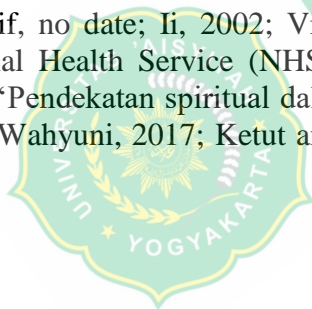 if, no date; Ii, 2002; Vi
al Health Service (NHS
“Pendekatan spiritual dal
Wahyuni, 2017; Ketut an
UNIVERSITAS 'AISYIYAH
YOGYAKARTA